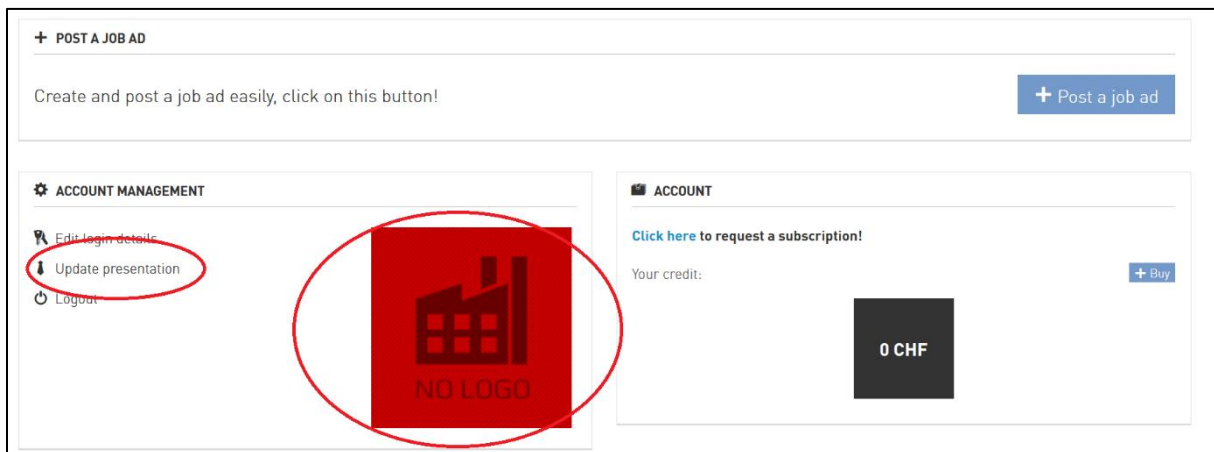 POST A JOB AD
Create and post a job ad easily, click on this button!
+ Post a job ad
ACCOUNT MANAGEMENT
Edit login details
Update presentation
Logout
NO LOGO
ACCOUNT
Click here to request a subscription!
Your credit:
+ Buy
0 CHF